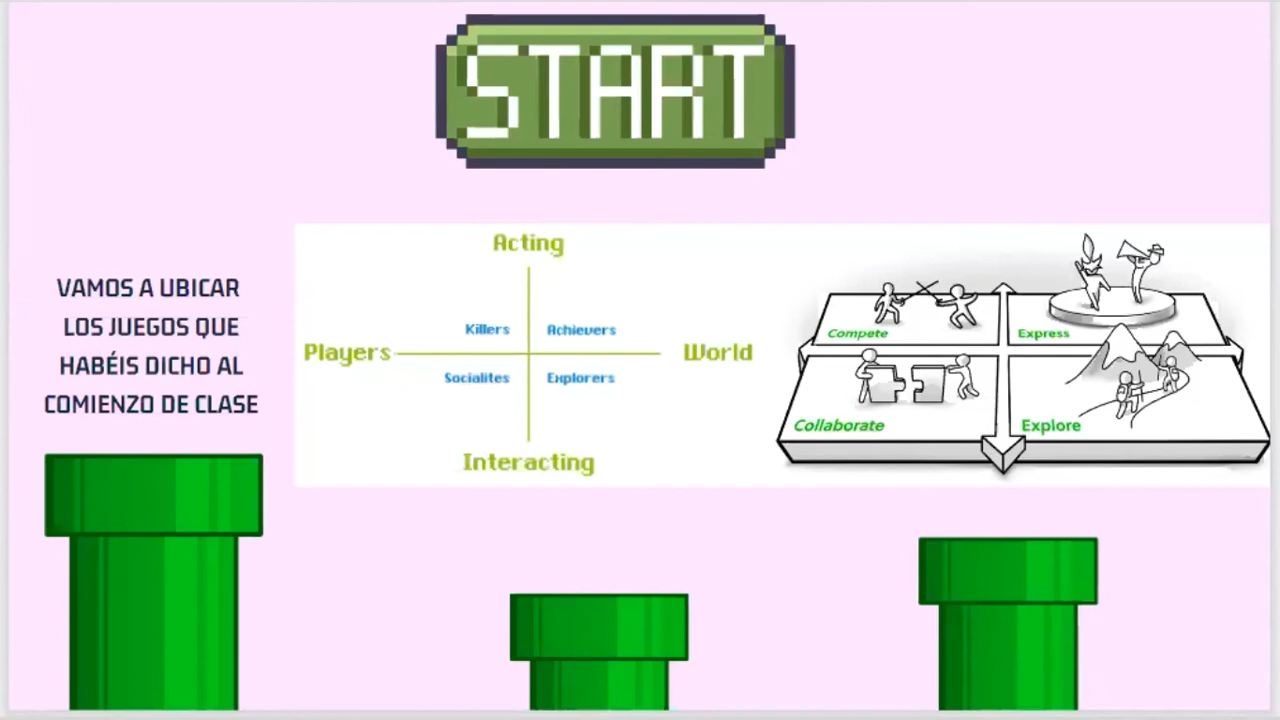 START
VAMOS A UBICAR
LOS JUEGOS QUE
HABÉIS DICHO AL
COMIENZO DE CLASE
Acting
Killers
Achievers
Players
World
Socialites
Explorers
Interacting
Compete
Express
Collaborate
Explore